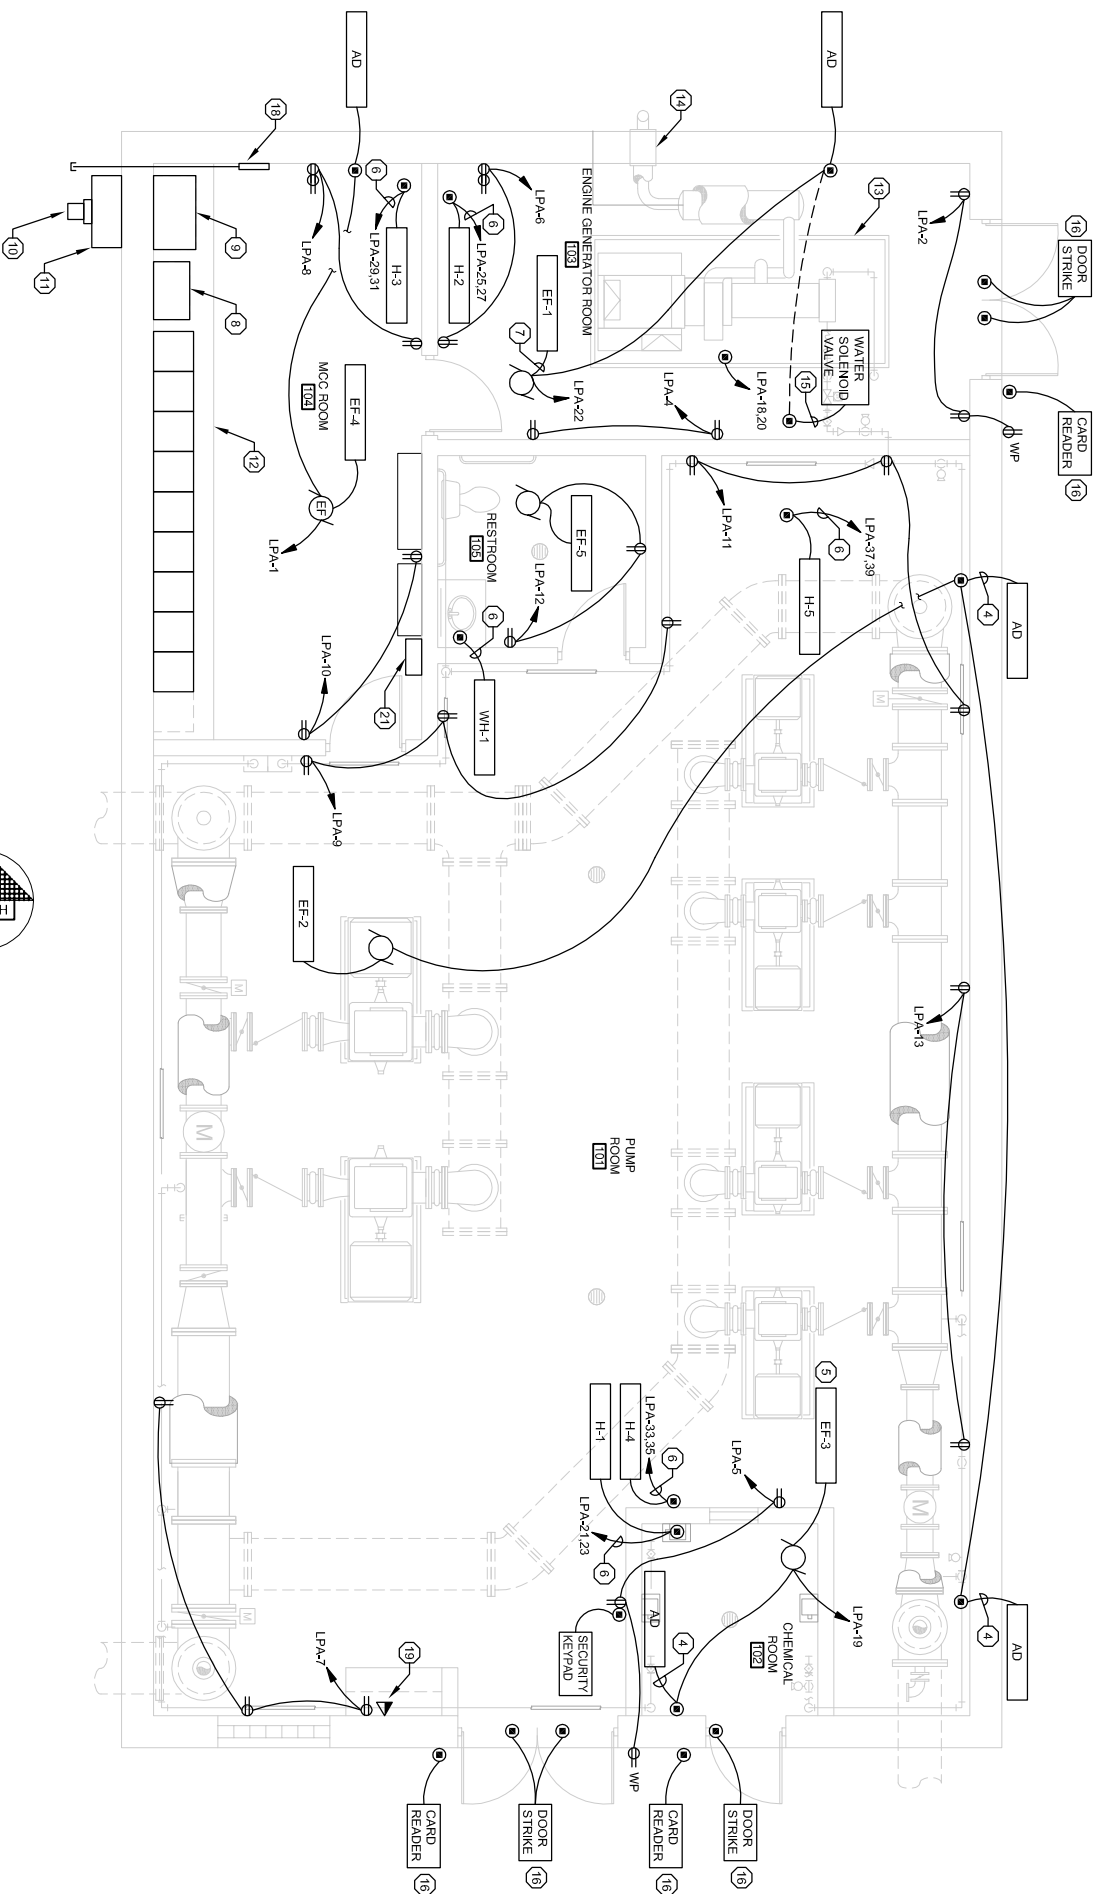 AD
AD
18
14
13
16
DOOR
STRIKE
LPA-2
CARD
READER
16
WP
LPA-6
LPA-8
6
LPA-29,31
H-3
6
LPA-25,27
H-2
ENGINE GENERATOR ROOM
103
EF-1
7
LPA-22
LPA-4
LPA-18,20
15
WATER
SOLENOID
VALVE
10
11
9
8
12
MCC ROOM
104
EF-4
EF
LPA-1
EF-5
RESTROOM
105
LPA-12
6
WH-1
LPA-11
LPA-37,39
6
H-5
4
AD
LPA-10
21
LPA-9
M
EF-2
M
LPA-13
M
PUMP
ROOM
101
5
EF-3
LPA-5
LPA-33,35
H-4
H-1
6
LPA-21,23
6
M
4
AD
AD
4
LPA-19
CHEMICAL
ROOM
102
SECURITY
KEYPAD
LPA-7
19
M
WP
CARD
READER
16
DOOR
STRIKE
16
CARD
READER
16
DOOR
STRIKE
16
H